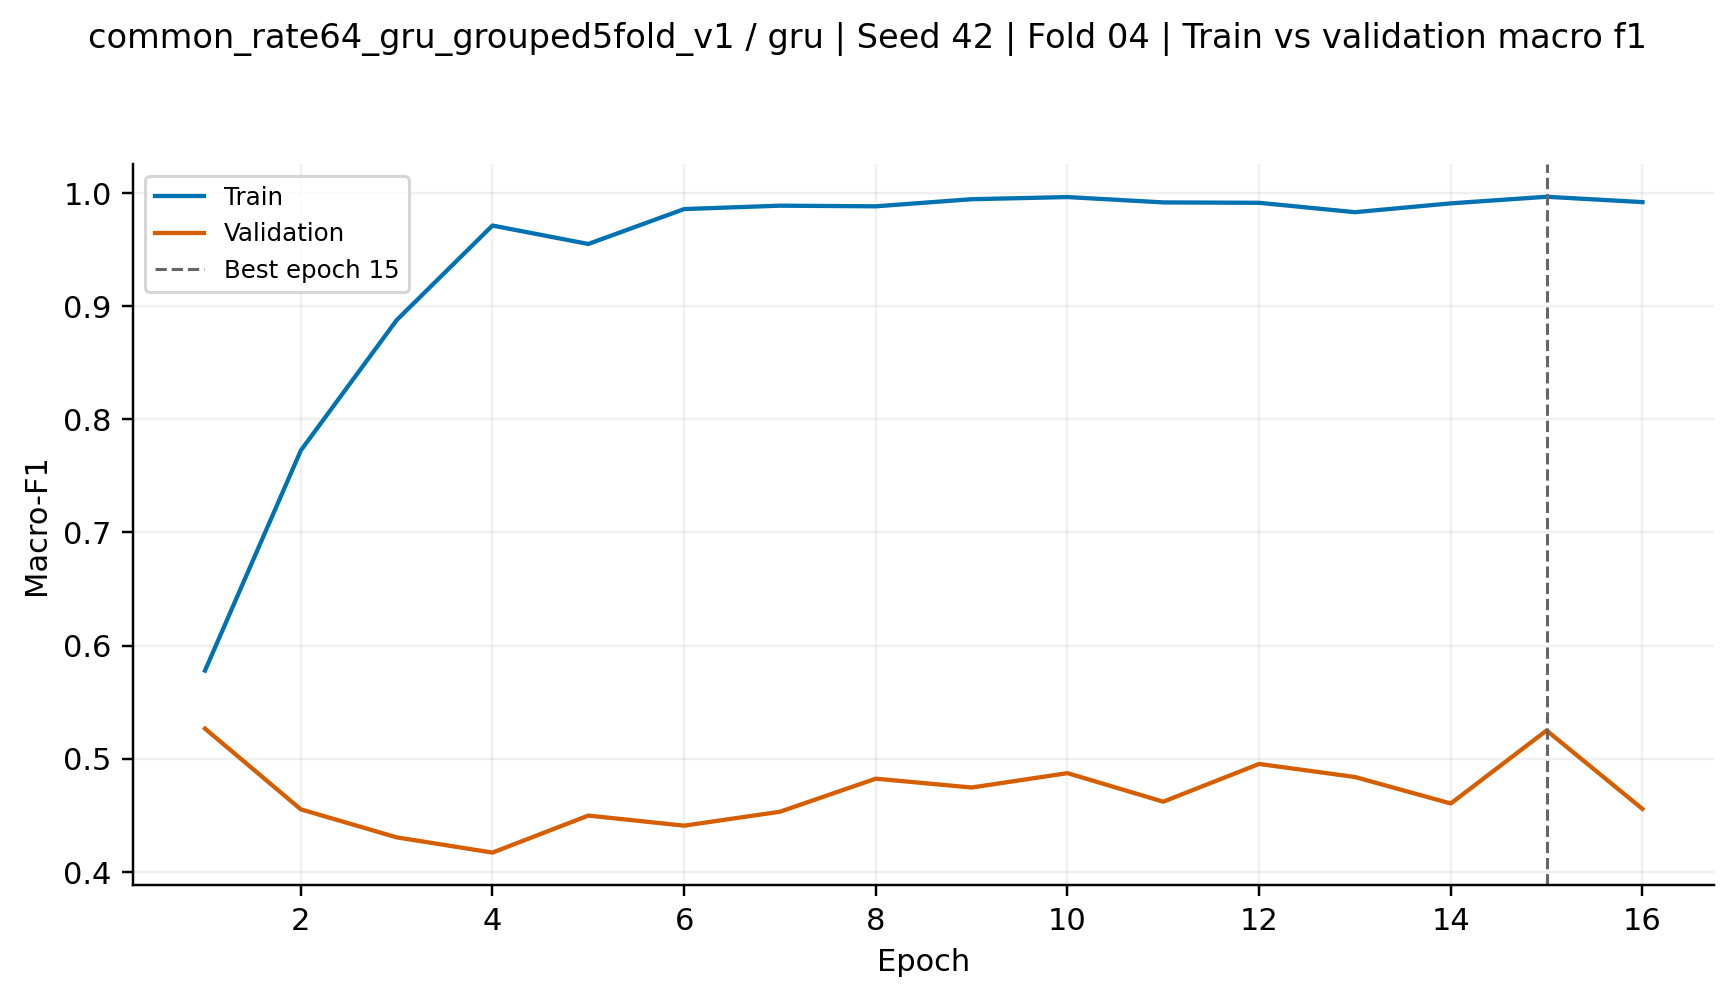 common_rate64_gru_grouped5fold_v1 / gru | Seed 42 | Fold 04 | Train vs validation macro f1
Train
Validation
Best epoch 15
1.0
0.9
0.8
0.7
0.6
0.5
0.4
Macro-F1
2 4 6 8 10 12 14 16
Epoch